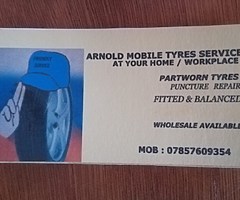 ARNOLD MOBILE TYRES SERVICE
AT YOUR HOME / WORKPLACE
PARTWORN TYRES
PUNCTURE REPAIR
FITTED & BALANCED
WHOLESALE AVAILABLE
MOB : 07857609354